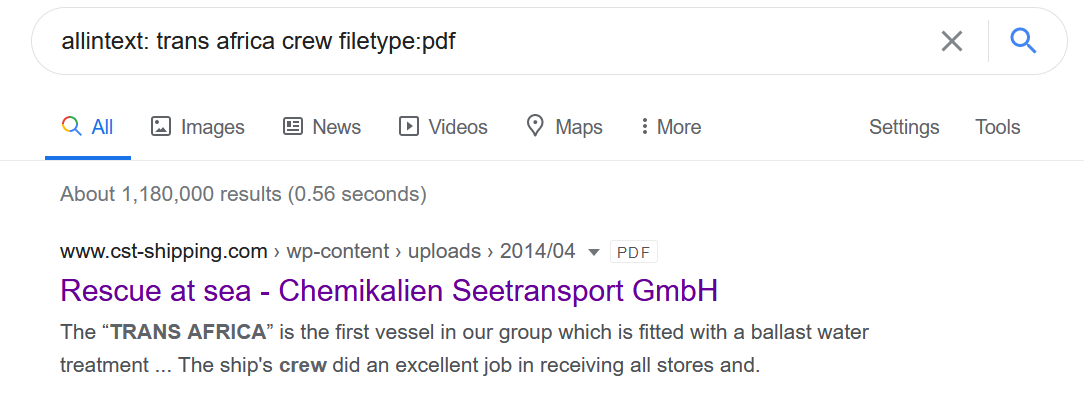 allintext: trans africa crew filetype:pdf
All Images News Videos Maps More Settings Tools
About 1,180,000 results (0.56 seconds)
www.cst-shipping.com › wp-content › uploads › 2014/04 PDF
Rescue at sea - Chemikalien Seetransport GmbH
The “TRANS AFRICA” is the first vessel in our group which is fitted with a ballast water
treatment ... The ship's crew did an excellent job in receiving all stores and.